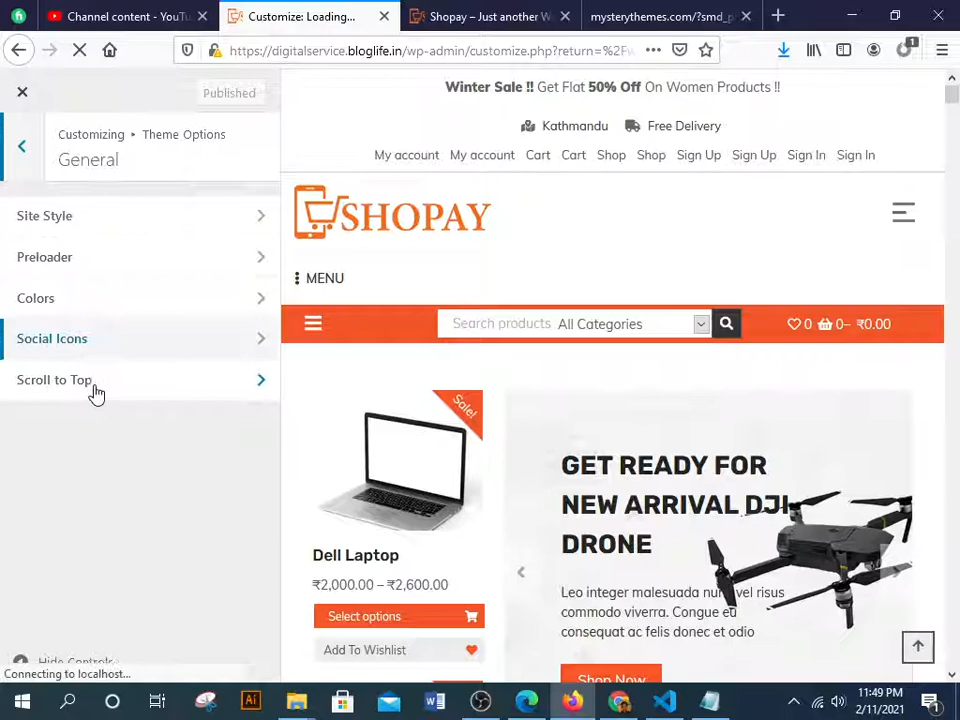 Channel content - YouTu
Customize: Loading...
Shopay – Just another W
mysterythemes.com/?smd_p
https://digitalservice.bloglife.in/wp-admin/customize.php?return=%2Fw
1
Published
Winter Sale !! Get Flat 50% Off On Women Products !!
Customizing ▸ Theme Options
General
Kathmandu Free Delivery
My account My account Cart Cart Shop Shop Sign Up Sign Up Sign In Sign In
Site Style
Preloader
Colors
Social Icons
Scroll to Top
SHOPAY
MENU
Search products All Categories
0 0– ₹0.00
Sale!
Dell Laptop
₹2,000.00 – ₹2,600.00
Select options
Add To Wishlist
GET READY FOR
NEW ARRIVAL DJI
DRONE
Leo integer malesuada nunc vel risus
commodo viverra. Congue eu
consequat ac felis donec et odio
Shop Now
Hide Controls
Connecting to localhost...
11:49 PM
2/11/2021
1